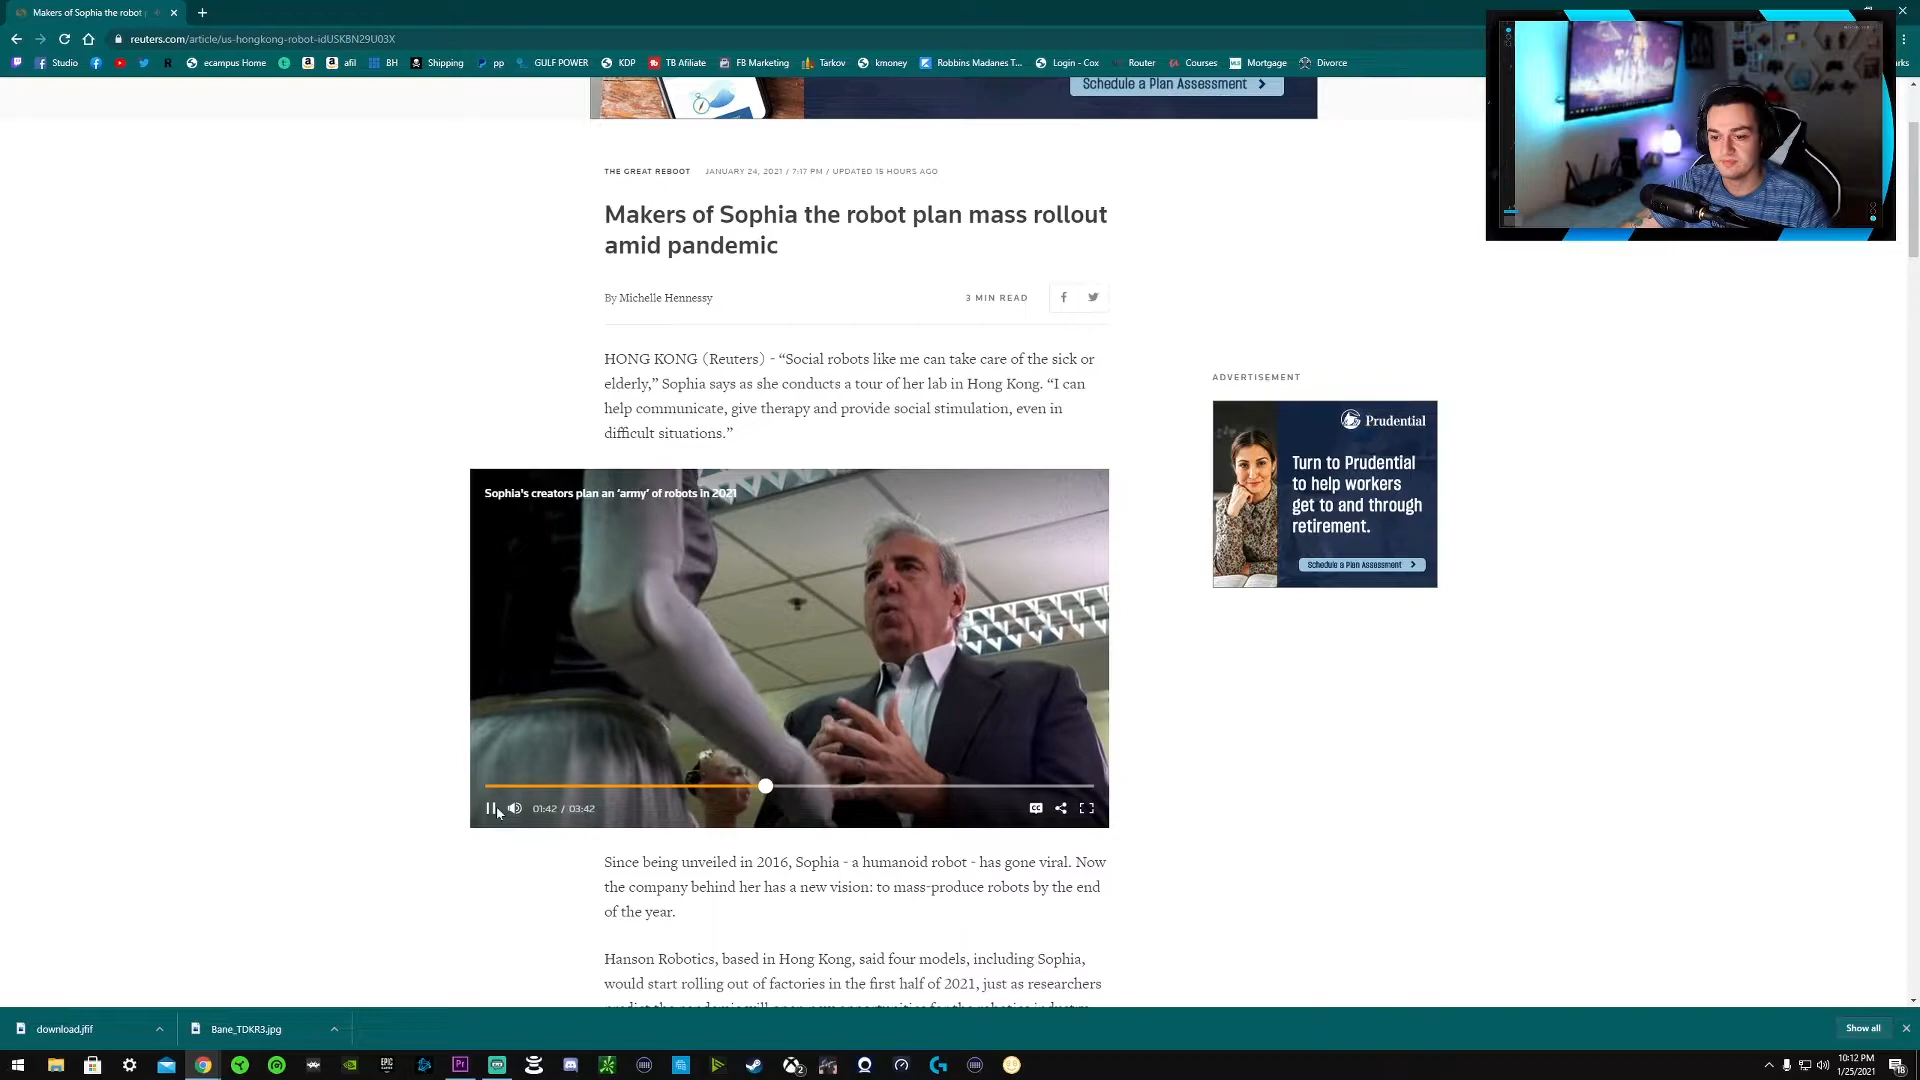 Makers of Sophia the robot
reuters.com/article/us-hongkong-robot-idUSKBN29U03X
Studio ecampus Home afil BH Shipping pp GULF POWER KDP TB Afiliate FB Marketing Tarkov kmoney Robbins Madanes T... Login - Cox Router Courses Mortgage Divorce
Schedule a Plan Assessment
THE GREAT REBOOT JANUARY 24, 2021 / 7:17 PM / UPDATED 15 HOURS AGO
Makers of Sophia the robot plan mass rollout
amid pandemic
By Michelle Hennessy 3 MIN READ
HONG KONG (Reuters) - “Social robots like me can take care of the sick or
elderly,” Sophia says as she conducts a tour of her lab in Hong Kong. “I can
help communicate, give therapy and provide social stimulation, even in
difficult situations.”
ADVERTISEMENT
Prudential
Turn to Prudential
to help workers
get to and through
retirement.
Schedule a Plan Assessment
Sophia's creators plan an ‘army’ of robots in 2021
01:42 / 03:42
CC
Since being unveiled in 2016, Sophia - a humanoid robot - has gone viral. Now
the company behind her has a new vision: to mass-produce robots by the end
of the year.
Hanson Robotics, based in Hong Kong, said four models, including Sophia,
would start rolling out of factories in the first half of 2021, just as researchers
download.jfif Bane_TDKR3.jpg Show all
EPIC
Pr
10:12 PM
1/25/2021
18